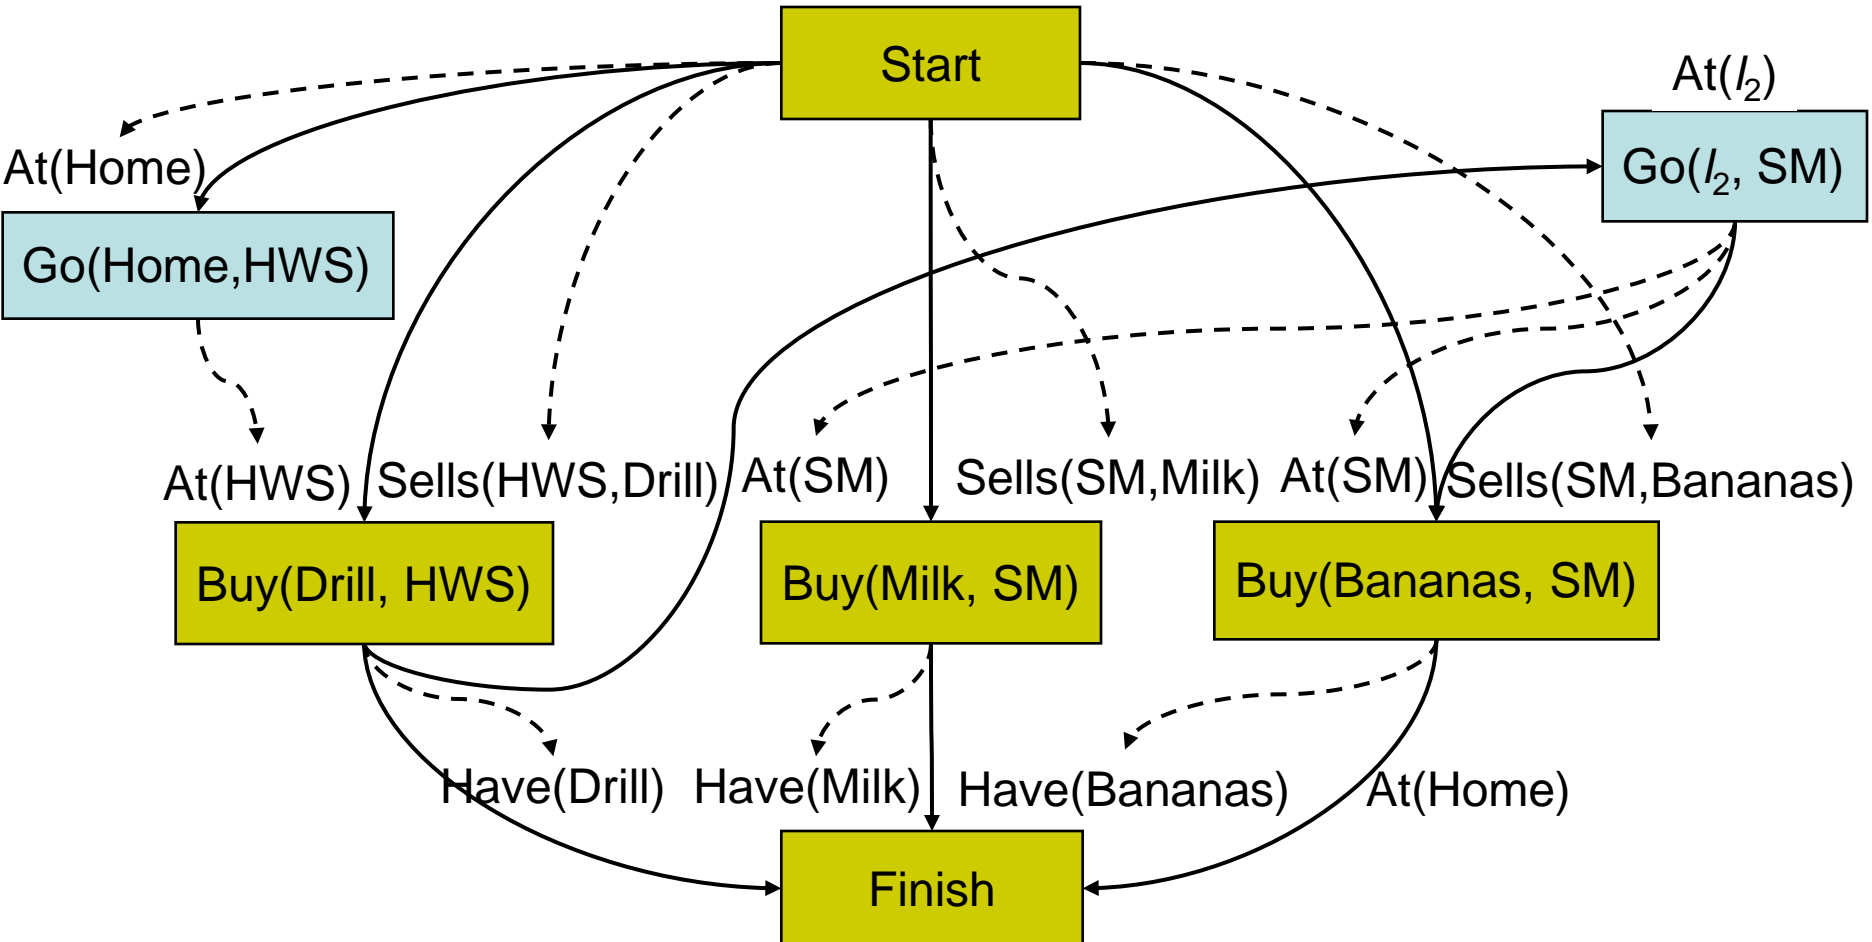 Start
At(l₂)
At(Home)
Go(l₂, SM)
Go(Home,HWS)
At(HWS) Sells(HWS,Drill) At(SM) Sells(SM,Milk) At(SM) Sells(SM,Bananas)
Buy(Drill, HWS) Buy(Milk, SM) Buy(Bananas, SM)
Have(Drill) Have(Milk) Have(Bananas) At(Home)
Finish